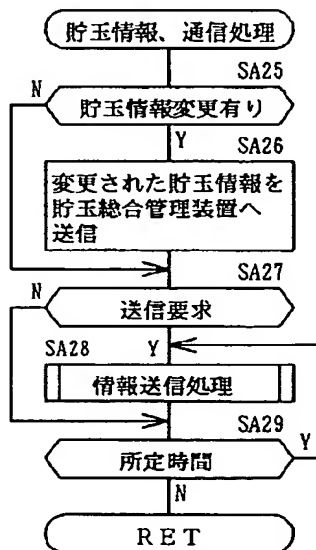 貯玉情報、通信処理
SA25
N
貯玉情報変更有り
Y
SA26
変更された貯玉情報を
貯玉総合管理装置へ
送信
SA27
N
送信要求
SA28
Y
情報送信処理
SA29
所定時間
Y
N
RET